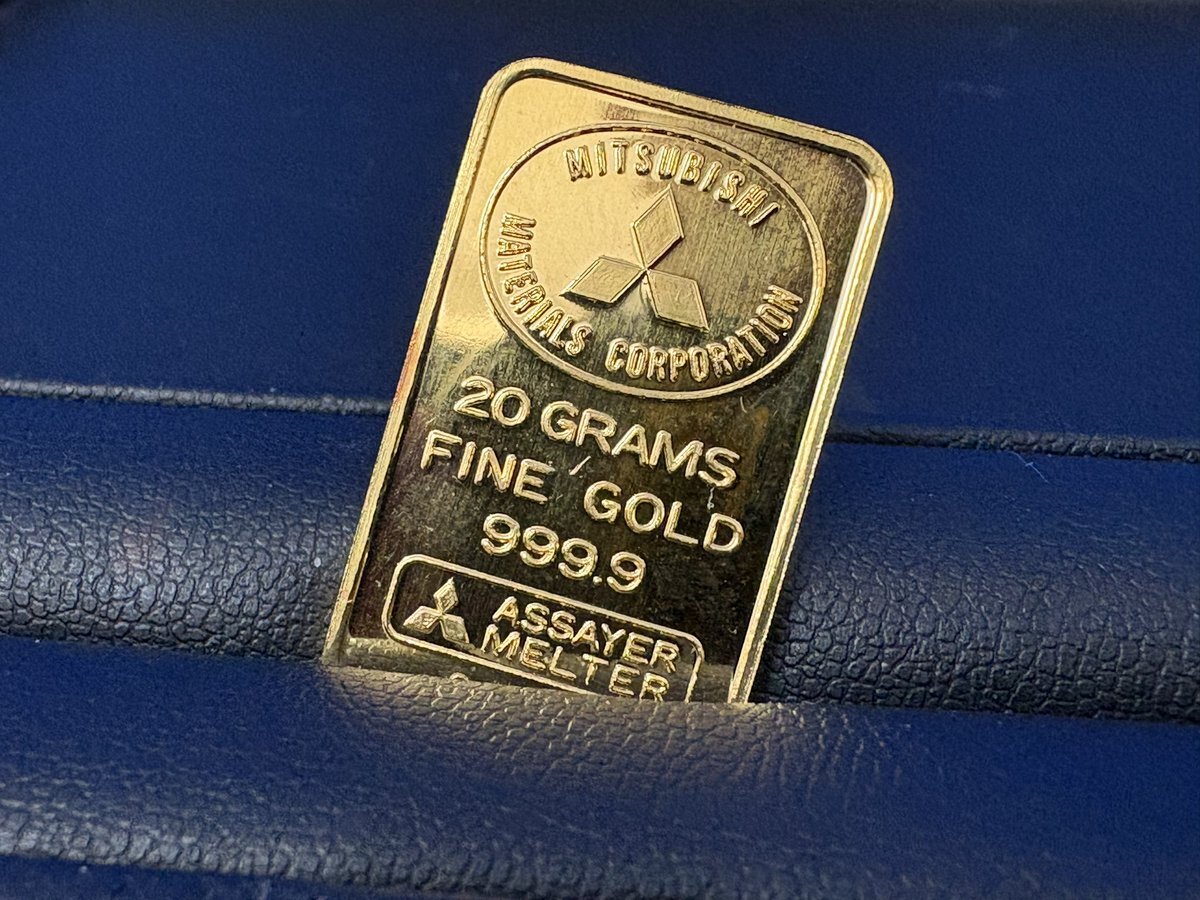 MITSUBISHI
MATERIALS CORPORATION
20 GRAMS
FINE GOLD
999.9
ASSAYER
MELTER